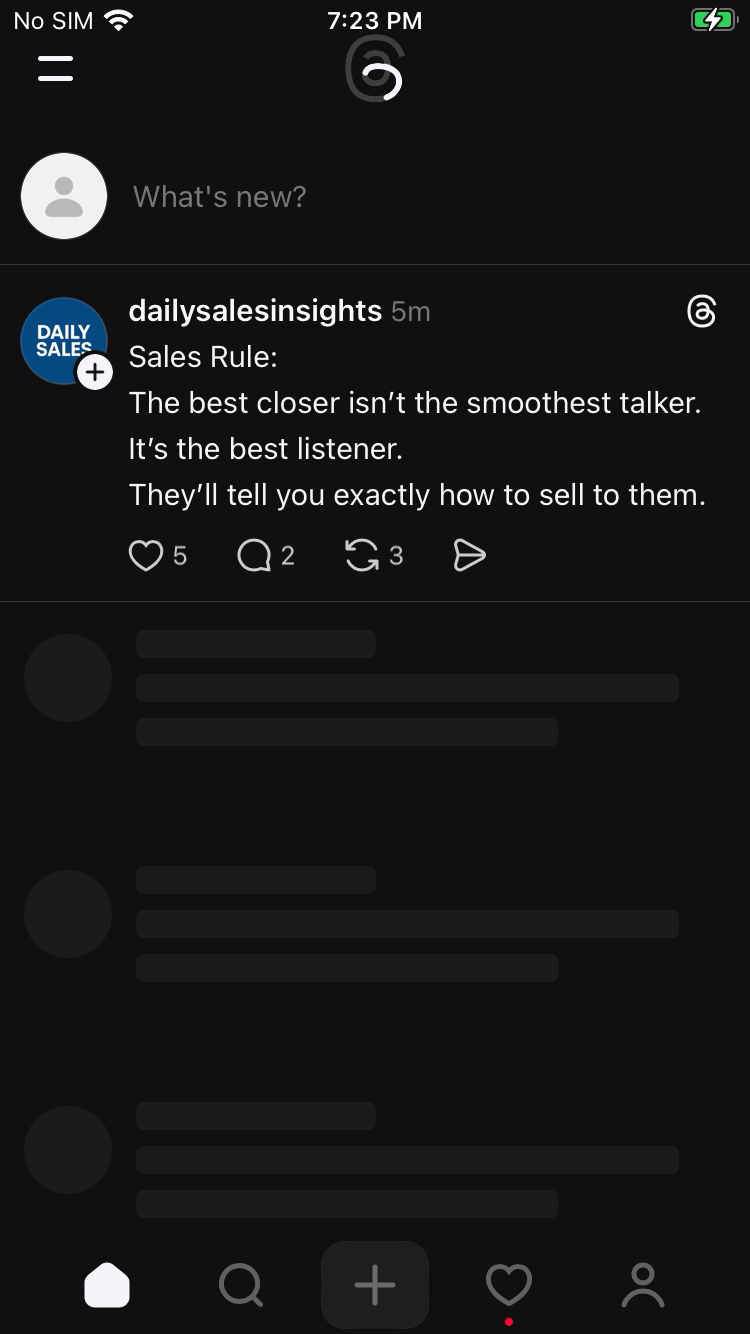 No SIM 7:23 PM
What's new?
DAILY
SALES
dailysalesinsights 5m
Sales Rule:
The best closer isn’t the smoothest talker.
It’s the best listener.
They’ll tell you exactly how to sell to them.
5 2 3